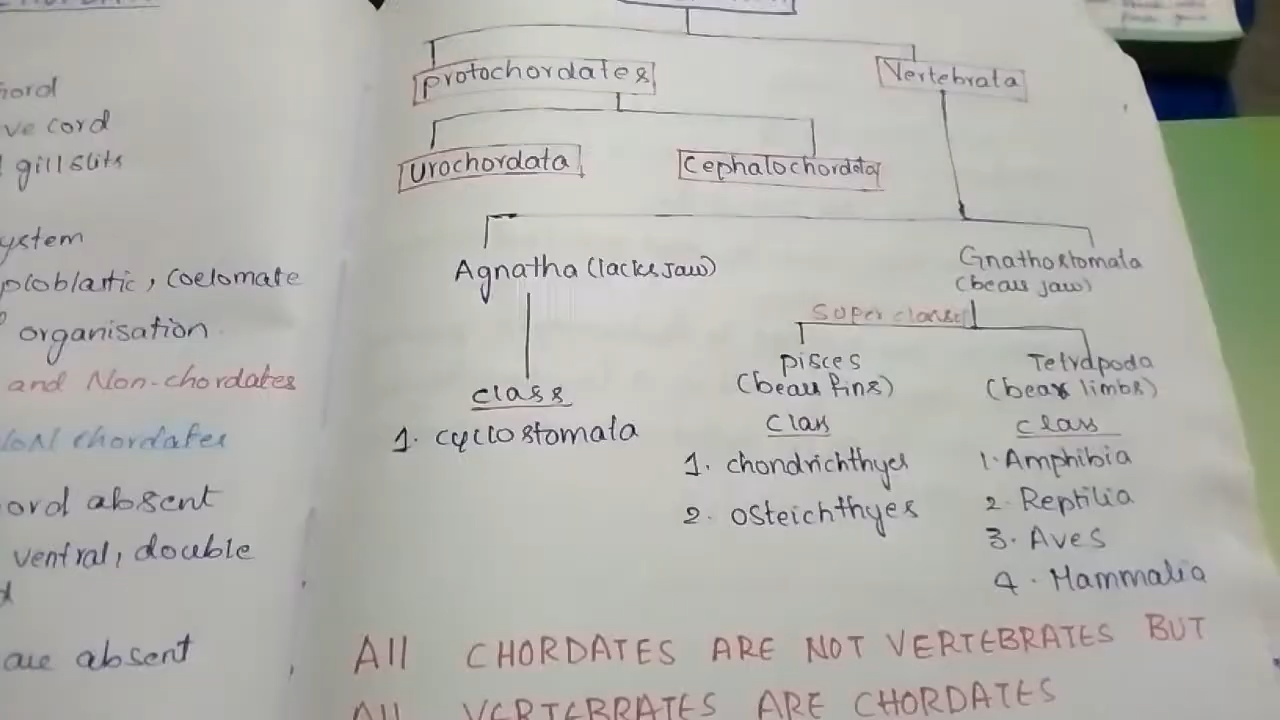 gill slits
ve cord
ystem
ploblastic, Coelomate
organisation
and Non-chordates
chordates
ord absent
ventral, double
are absent
protochordates
Vertebrata
Urochordata
Cephalochordata
Agnatha (lacks jaw)
Gnathostomata
(bears jaw)
Super classes
Pisces
(bears fins)
Tetrapoda
(bears limbs)
class
1. cyclostomata
Class
1. chondrichthyes
2. Osteichthyes
class
1. Amphibia
2. Reptilia
3. Aves
4. Mammalia
All CHORDATES ARE NOT VERTEBRATES BUT
All VERTEBRATES ARE CHORDATES